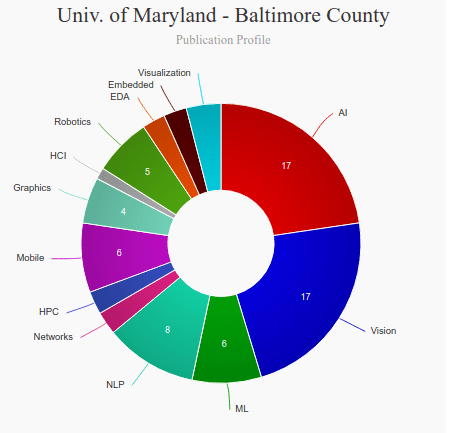 Univ. of Maryland - Baltimore County
Publication Profile
Visualization
Embedded
EDA
AI
Robotics
17
5
HCI
Graphics
4
Mobile
6
17
HPC
Vision
Networks
8
6
NLP
ML